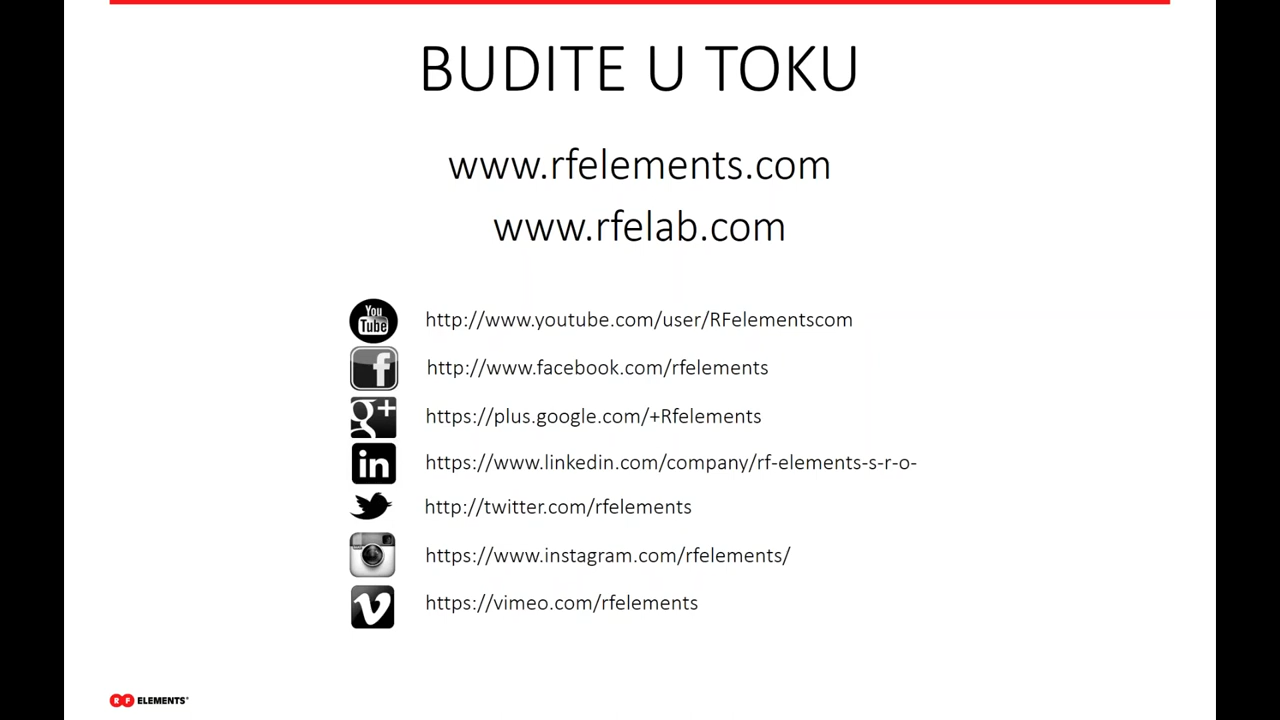 BUDITE U TOKU
www.rfelements.com
www.rfelab.com
You Tube http://www.youtube.com/user/RFelementscom
f http://www.facebook.com/rfelements
g+ https://plus.google.com/+Rfelements
in https://www.linkedin.com/company/rf-elements-s-r-o-
http://twitter.com/rfelements
https://www.instagram.com/rfelements/
v https://vimeo.com/rfelements
RF ELEMENTS